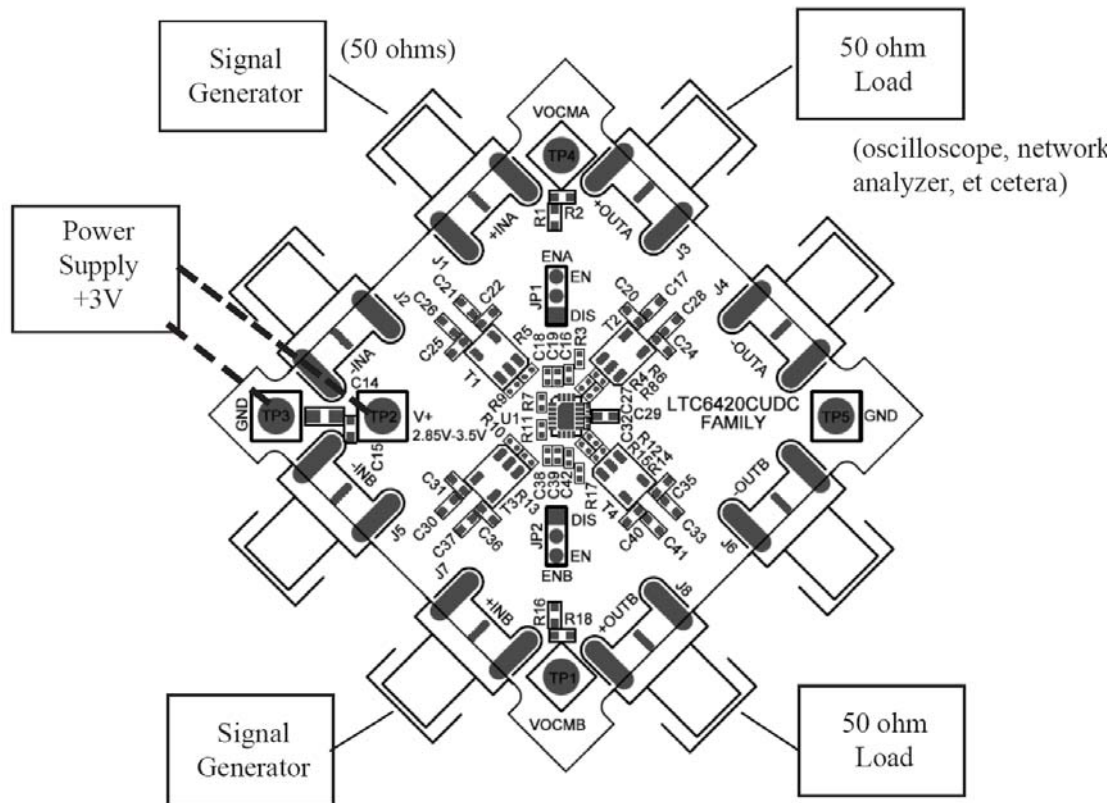 Signal
Generator
(50 ohms)
50 ohm
Load
(oscilloscope, network
analyzer, et cetera)
Power
Supply
+3V
VOCMA
TP4
R1
R2
+INA
J1
+OUTA
J3
ENA
EN
JP1
DIS
J2
-INA
J4
-OUTA
C21
C22
C26
C25
T1
R5
R9
C18
C19
C16
R3
C20
C17
T2
C28
C24
R6
R4
R8
GND
TP3
C14
TP2
V+
2.85V-3.5V
C15
R10
U1
R7
R11
C27
C32
C29
LTC6420CUDC
FAMILY
TP5
GND
-INB
J5
C31
C30
C37
C36
T3
R13
C38
C39
C42
R17
R12
R15
R14
T4
C35
C33
C40
C41
-OUTB
J6
DIS
JP2
EN
ENB
J7
+INB
R16
R18
+OUTB
J8
TP1
VOCMB
Signal
Generator
50 ohm
Load